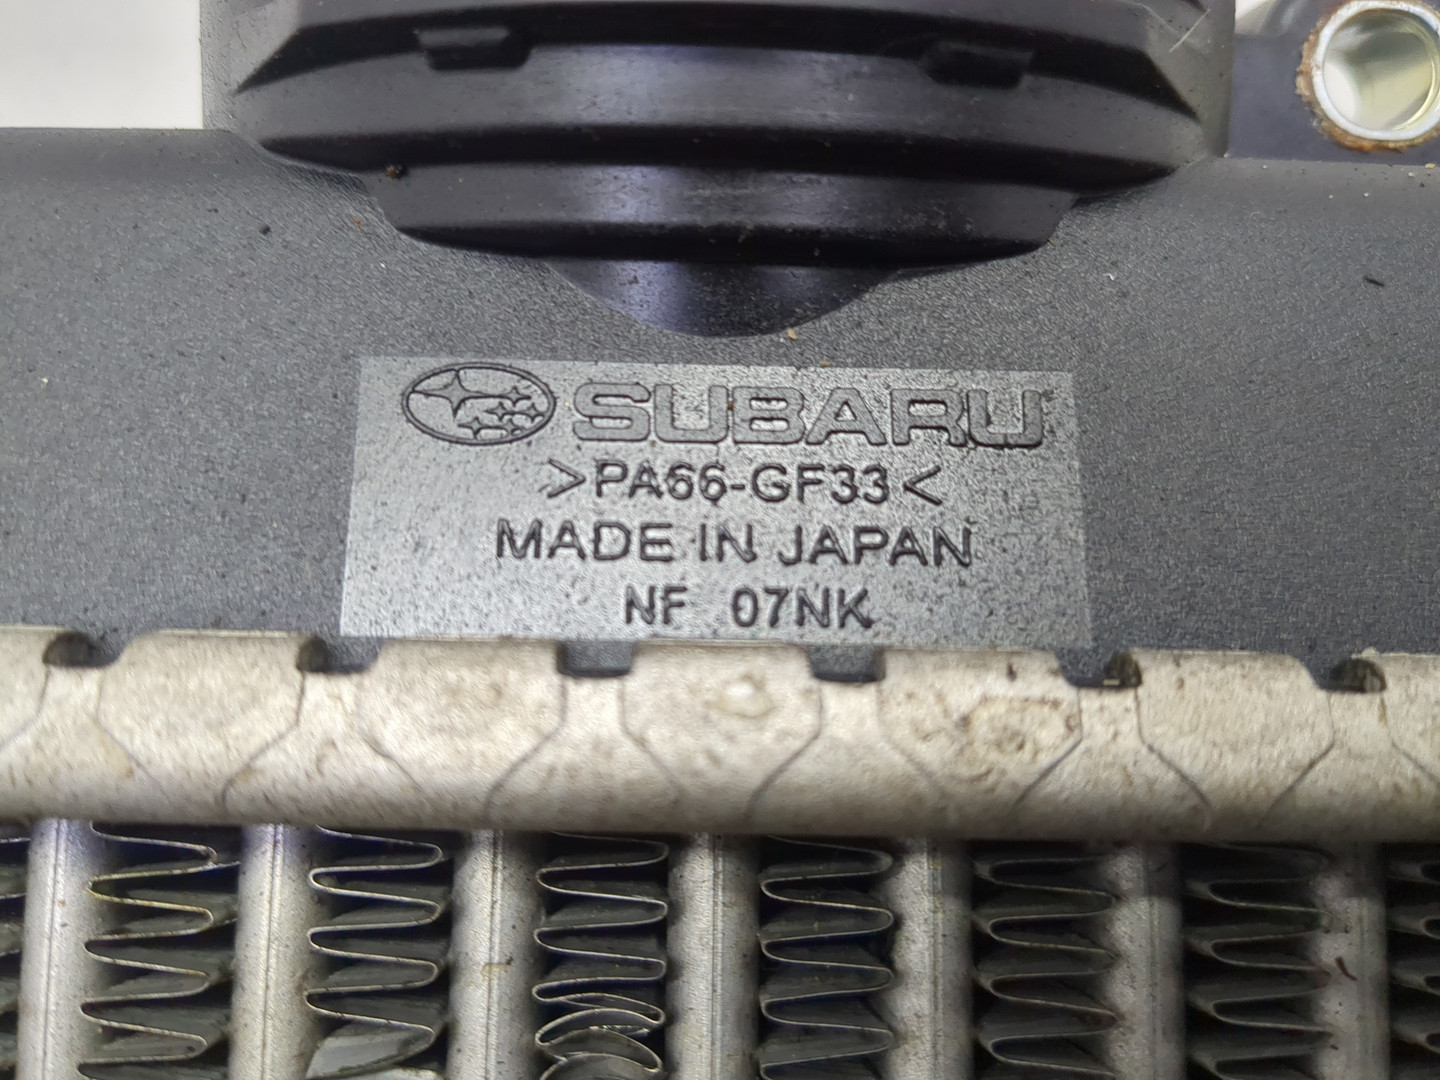 SUBARU
>PA66-GF33<
MADE IN JAPAN
NF 07NK